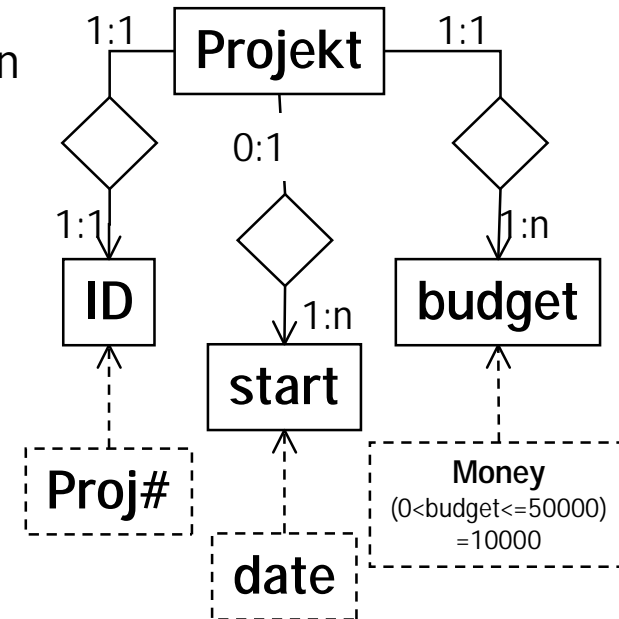 1:1
Projekt
1:1
n
0:1
1:1
1:n
ID
budget
1:n
start
Proj#
Money
(0<budget<=50000)
=10000
date